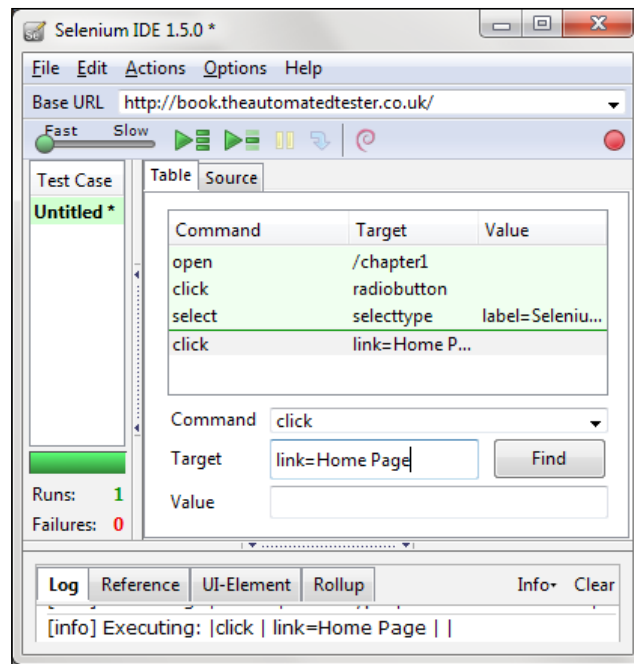 Selenium IDE 1.5.0 *
File Edit Actions Options Help
Base URL http://book.theautomatedtester.co.uk/
Fast Slow
Test Case
Untitled *
Table Source
Command Target Value
open /chapter1
click radiobutton
select selecttype label=Seleniu...
click link=Home P...
Command click
Target link=Home Page Find
Value
Runs: 1
Failures: 0
Log Reference UI-Element Rollup Info Clear
[info] Executing: |click | link=Home Page | |